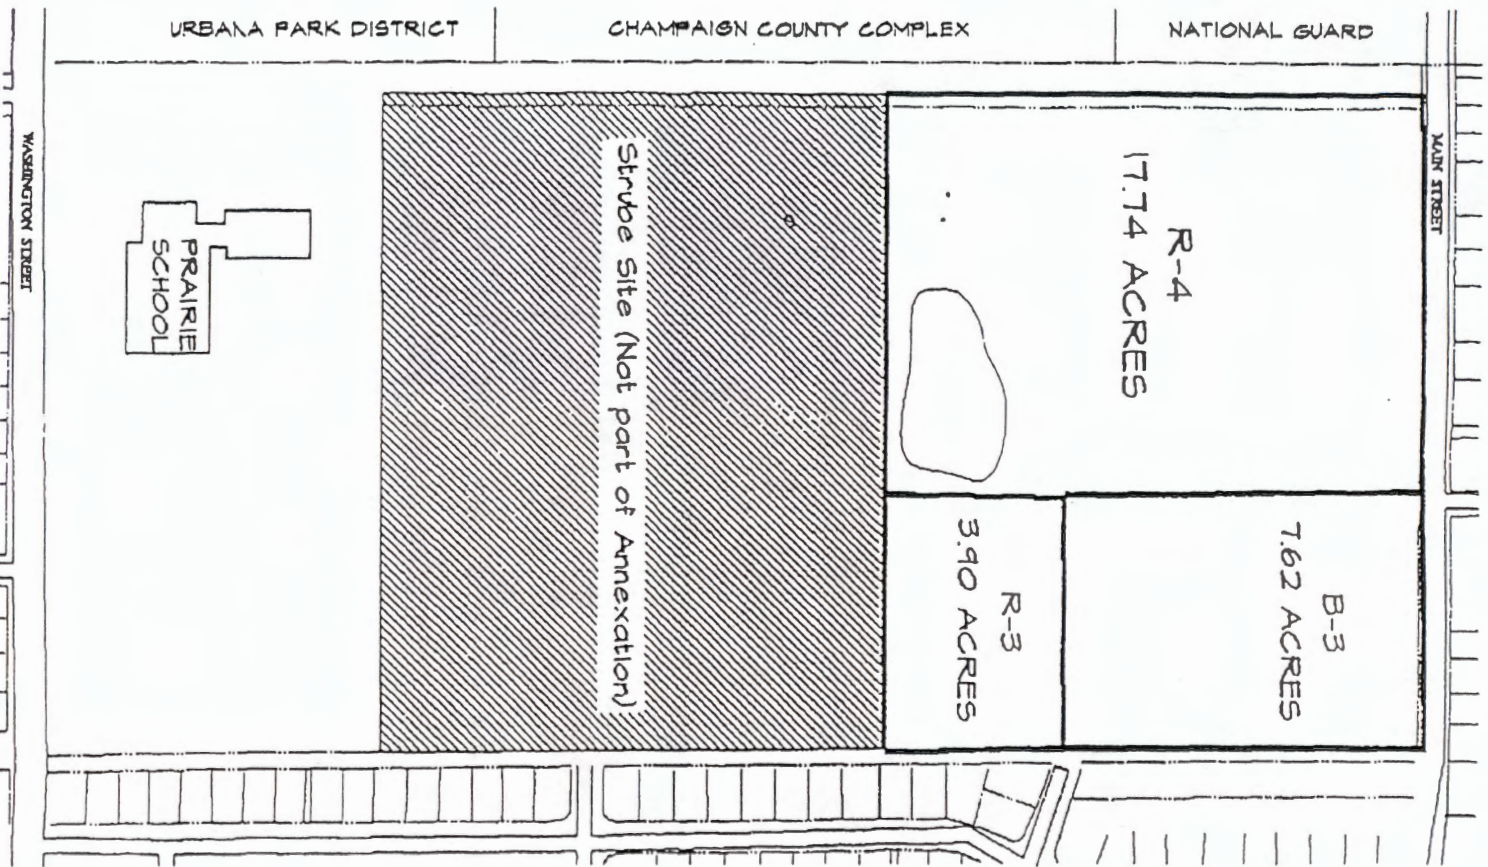 URBANA PARK DISTRICT
CHAMPAIGN COUNTY COMPLEX
NATIONAL GUARD
WASHINGTON STREET
MAIN STREET
PRAIRIE
SCHOOL
Strube Site (Not part of Annexation)
R-4
17.74 ACRES
R-3
3.90 ACRES
B-3
7.62 ACRES